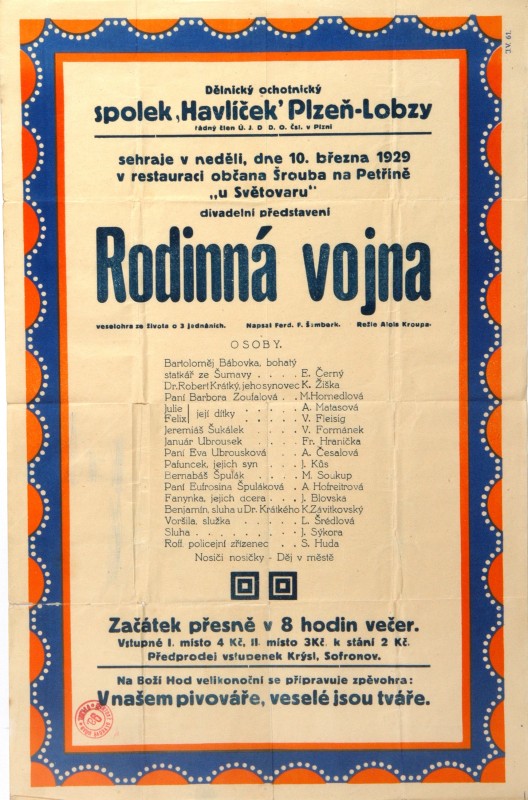 J.V. 61.
Dělnický ochotnický
spolek „Havlíček” Plzeň-Lobzy
řádný člen Ú. J. D D. O. čsl. v Plzni
sehraje v neděli, dne 10. března 1929
v restauraci občana Šrouba na Petříně
„u Světovaru“
divadelní představení
Rodinná vojna
veselohra ze života o 3 jednáních. Napsal Ferd. F. Šamberk. Režie Alois Kroupa.
OSOBY.
Bartoloměj Bábovka, bohatý
statkář ze Šumavy . . . . E. Černý
Dr. Robert Krátký, jeho synovec K. Žiška
Paní Barbora Zoufalová . . M. Homedlová
Julie } její dítky . . . . A. Matasová
Felix } . . . . V. Fleisig
Jeremiáš Šukálek . . . . V. Formánek
Január Ubrousek . . . . Fr. Hranička
Paní Eva Ubrousková . . A. Česalová
Pafuncek, jejich syn . . . J. Kůs
Bernabáš Špulák . . . . M. Soukup
Paní Eufrosina Špuláková . A Hofreitrová
Fanynka, jejich dcera . . . J. Blovska
Benjamin, sluha u Dr. Krátkého K. Závitkovský
Voršila, služka . . . . L. Šrédlová
Sluha . . . . . . . J. Sýkora
Roff policejní zřízenec . . S. Huda
Nosiči nosičky - Děj v městě
Začátek přesně v 8 hodin večer.
Vstupné I. místo 4 Kč, II. místo 3Kč. k stání 2 Kč.
Předprodej vstupenek Krýsl, Sofronov.
Na Boží Hod velikonoční se připravuje zpěvohra:
V našem pivováře, veselé jsou tváře.